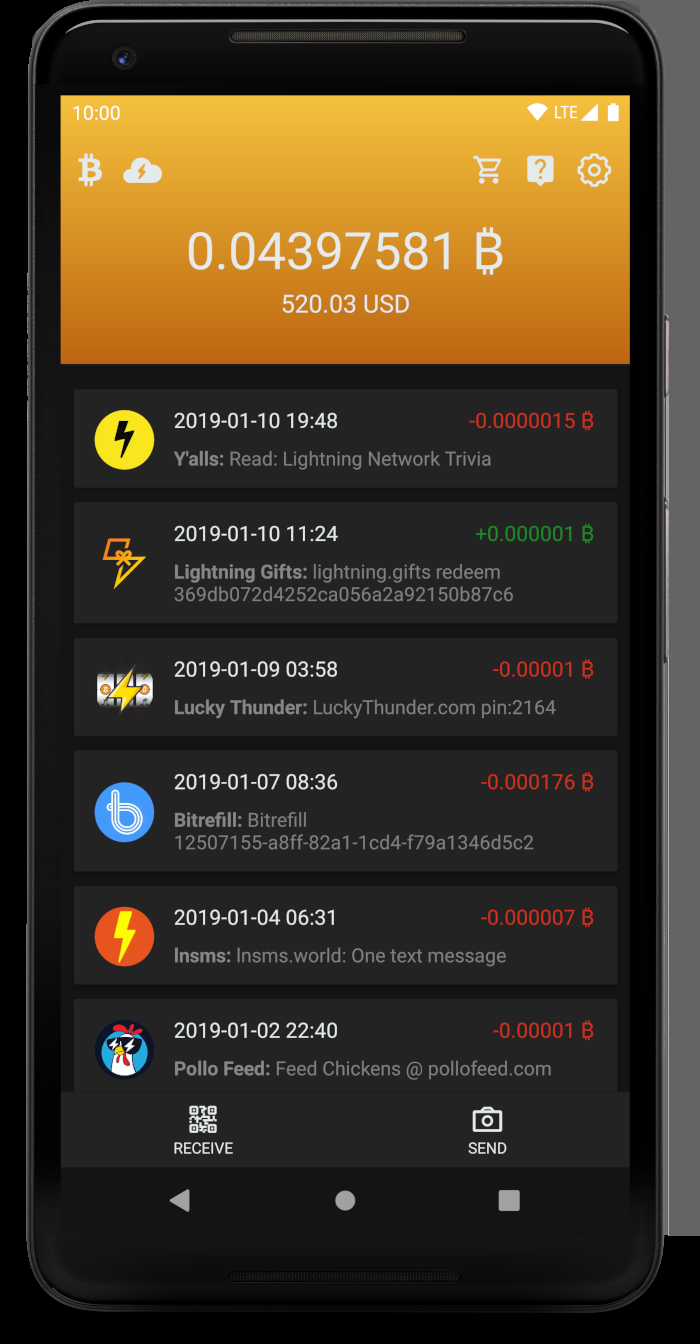 10:00 LTE
0.04397581 ₿
520.03 USD
2019-01-10 19:48 -0.0000015 ₿
Y'alls: Read: Lightning Network Trivia
2019-01-10 11:24 +0.000001 ₿
Lightning Gifts: lightning.gifts redeem
369db072d4252ca056a2a92150b87c6
2019-01-09 03:58 -0.00001 ₿
Lucky Thunder: LuckyThunder.com pin:2164
2019-01-07 08:36 -0.000176 ₿
Bitrefill: Bitrefill
12507155-a8ff-82a1-1cd4-f79a1346d5c2
2019-01-04 06:31 -0.000007 ₿
lnsms: lnsms.world: One text message
2019-01-02 22:40 -0.00001 ₿
Pollo Feed: Feed Chickens @ pollofeed.com
RECEIVE SEND